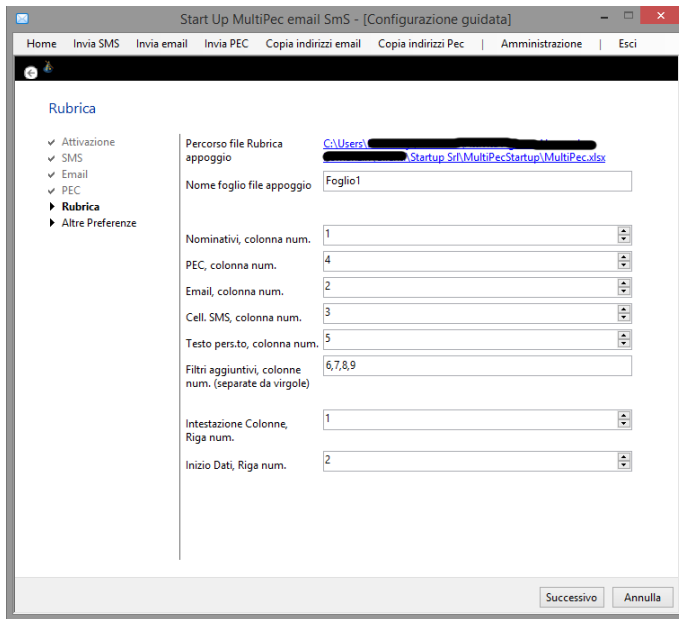 Start Up MultiPec email SmS - [Configurazione guidata]
Home Invia SMS Invia email Invia PEC Copia indirizzi email Copia indirizzi Pec | Amministrazione | Esci
Rubrica
Attivazione
SMS
Email
PEC
Rubrica
Altre Preferenze
Percorso file Rubrica
appoggio
C:\Users\
\Startup Srl\MultiPecStartup\MultiPec.xlsx
Nome foglio file appoggio Foglio1
Nominativi, colonna num. 1
PEC, colonna num. 4
Email, colonna num. 2
Cell. SMS, colonna num. 3
Testo pers.to, colonna num. 5
Filtri aggiuntivi, colonne
num. (separate da virgole)
6,7,8,9
Intestazione Colonne,
Riga num.
1
Inizio Dati, Riga num. 2
Successivo Annulla